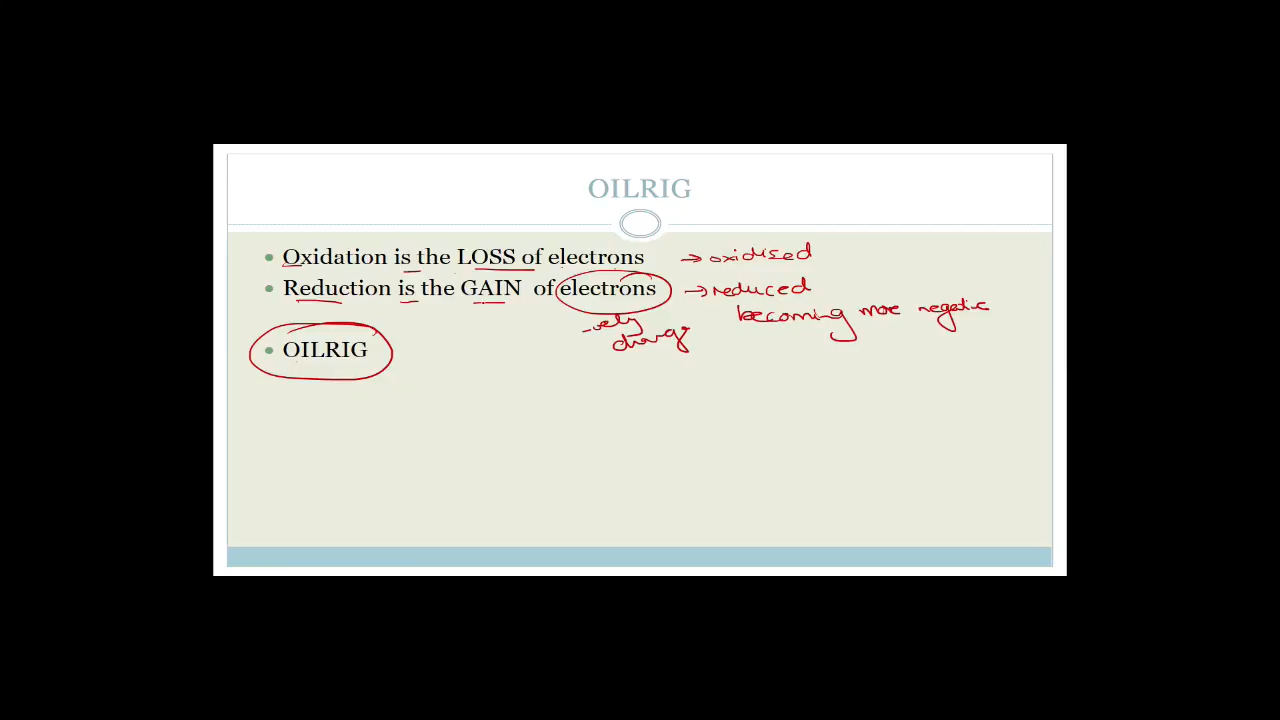 OILRIG
Oxidation is the LOSS of electrons → oxidised
Reduction is the GAIN of electrons → reduced
becoming more negative
-vely
charge
OILRIG